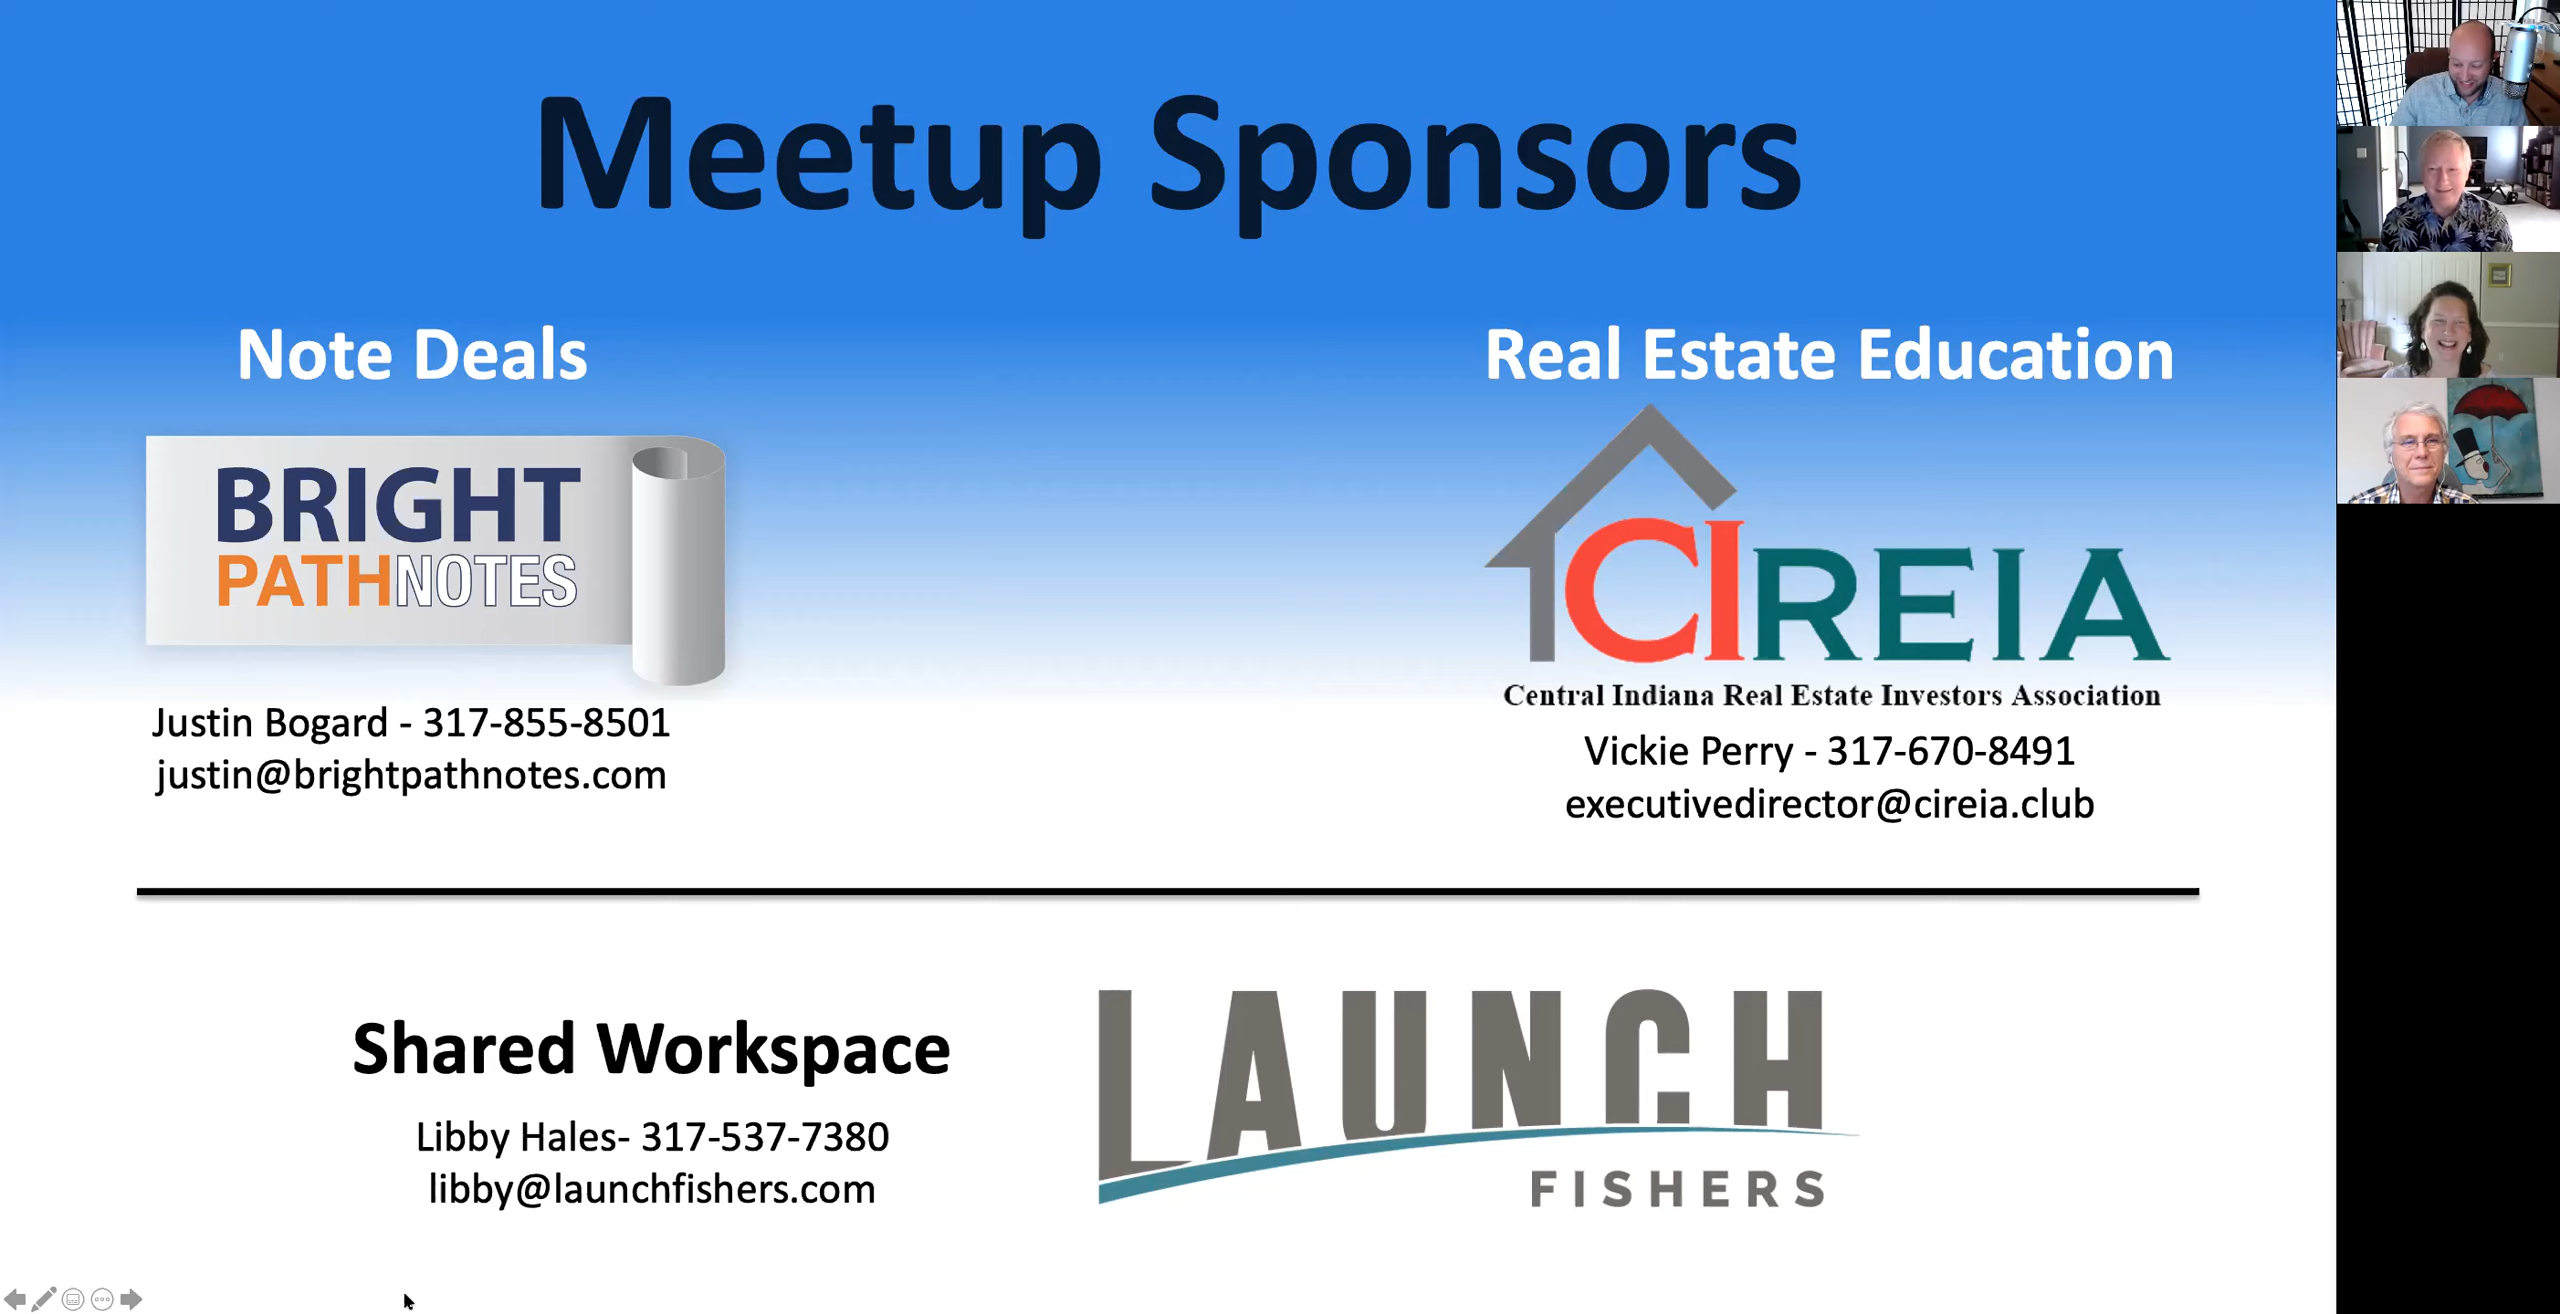 Meetup Sponsors
Note Deals
BRIGHT
PATHNOTES
Justin Bogard - 317-855-8501
justin@brightpathnotes.com
Real Estate Education
CIREIA
Central Indiana Real Estate Investors Association
Vickie Perry - 317-670-8491
executivedirector@cireia.club
Shared Workspace
Libby Hales- 317-537-7380
libby@launchfishers.com
LAUNCH
FISHERS